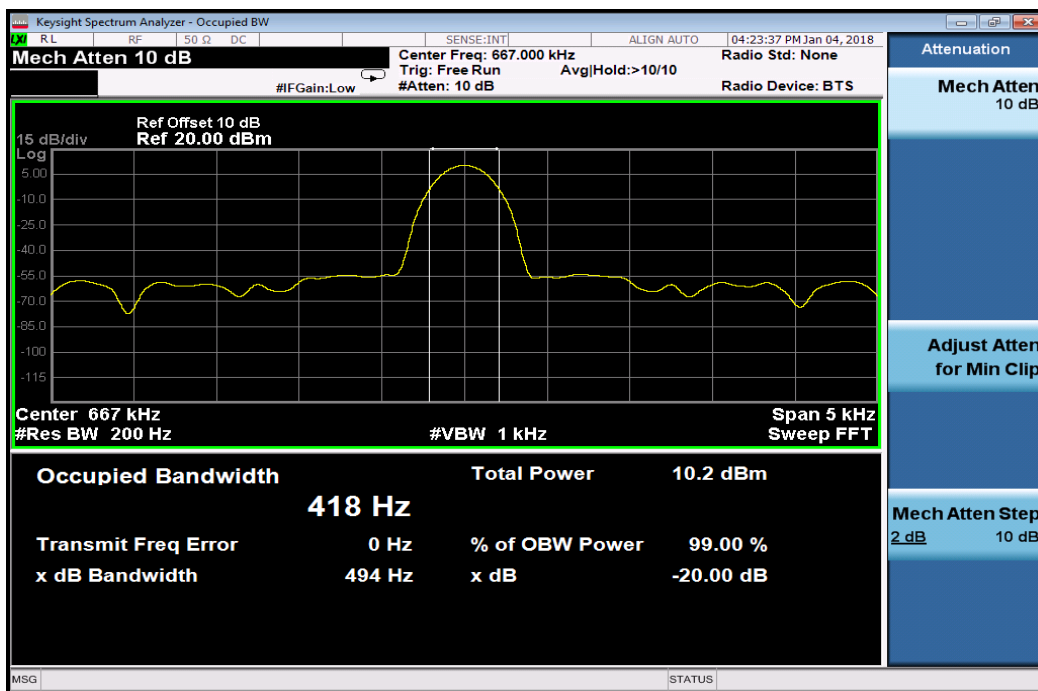 Keysight Spectrum Analyzer - Occupied BW
LXI RL RF 50 Ω DC SENSE:INT ALIGN AUTO 04:23:37 PM Jan 04, 2018
Mech Atten 10 dB
Center Freq: 667.000 kHz
Radio Std: None
Trig: Free Run
Avg|Hold:>10/10
#IFGain:Low
#Atten: 10 dB
Radio Device: BTS
Ref Offset 10 dB
15 dB/div
Ref 20.00 dBm
Log
5.00
-10.0
-25.0
-40.0
-55.0
-70.0
-85.0
-100
-115
Center 667 kHz
Span 5 kHz
#Res BW 200 Hz
#VBW 1 kHz
Sweep FFT
Occupied Bandwidth
Total Power
10.2 dBm
418 Hz
Transmit Freq Error
0 Hz
% of OBW Power
99.00 %
x dB Bandwidth
494 Hz
x dB
-20.00 dB
MSG
STATUS
Attenuation
Mech Atten
10 dB
Adjust Atten
for Min Clip
Mech Atten Step
2 dB 10 dB